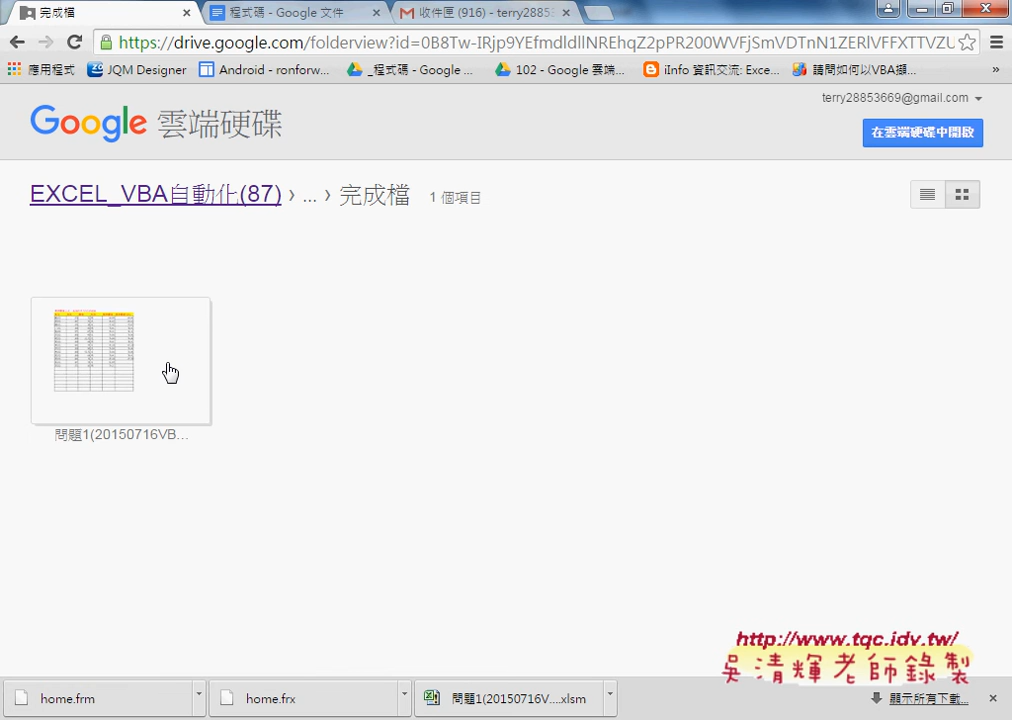 完成檔
程式碼 - Google 文件
收件匣 (916) - terry2885
https://drive.google.com/folderview?id=0B8Tw-IRjp9YEfmdldllNREhqZ2pPR200WVFjSmVDTnN1ZERlVFFXTTVZU
應用程式
JQM Designer
Android - ronforw...
_程式碼 - Google ...
102 - Google 雲端...
iInfo 資訊交流: Exce...
請問如何以VBA擷...
»
terry28853669@gmail.com
Google 雲端硬碟
在雲端硬碟中開啟
EXCEL_VBA自動化(87) › ... › 完成檔 1 個項目
問題1(20150716VB...
http://www.tqc.idv.tw/
吳清輝老師錄製
home.frm
home.frx
問題1(20150716V....xlsm
顯示所有下載...